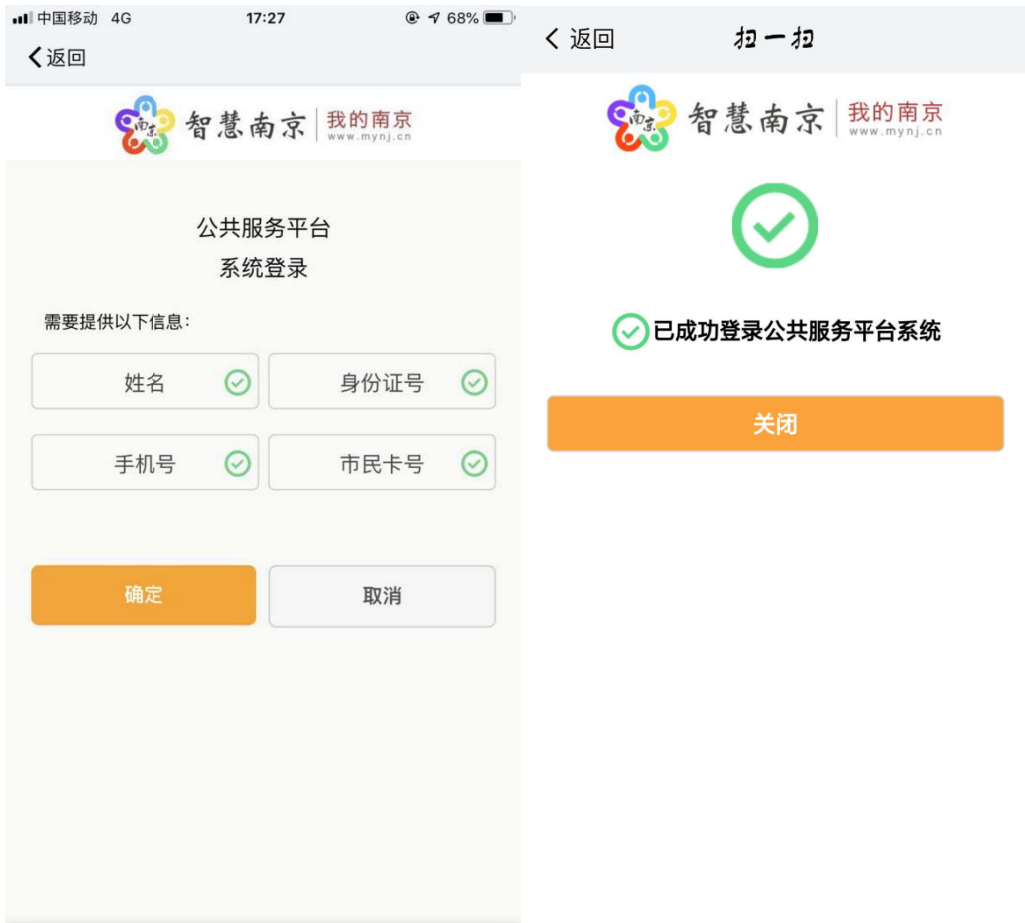 中国移动 4G 17:27 68%
返回
南京 智慧南京 我的南京
www.mynj.cn
公共服务平台
系统登录
需要提供以下信息:
姓名 身份证号
手机号 市民卡号
确定 取消
返回 扫一扫
南京 智慧南京 我的南京
www.mynj.cn
已成功登录公共服务平台系统
关闭